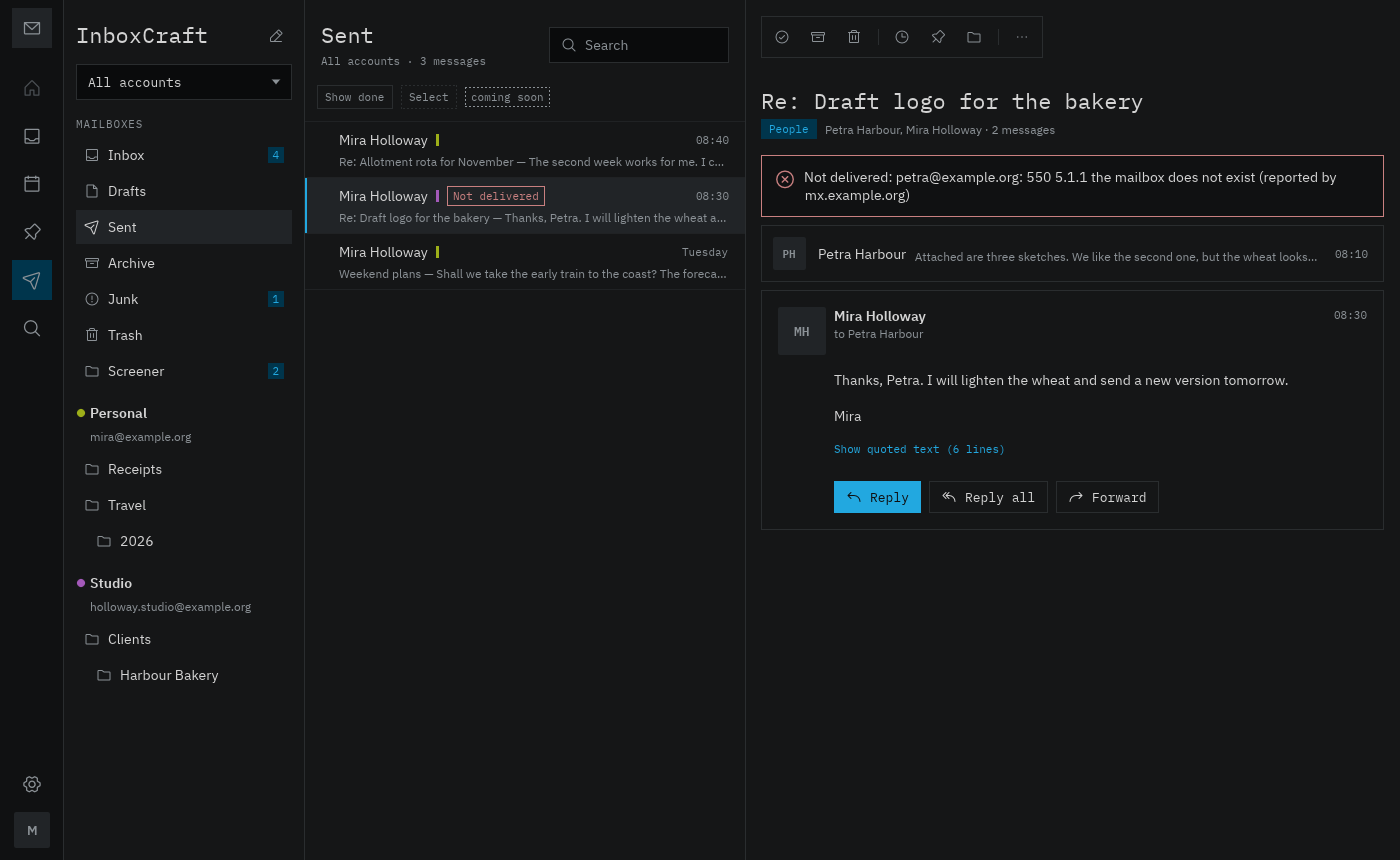 InboxCraft
All accounts
MAILBOXES
Inbox 4
Drafts
Sent
Archive
Junk 1
Trash
Screener 2
Personal
mira@example.org
Receipts
Travel
2026
Studio
holloway.studio@example.org
Clients
Harbour Bakery
M
Sent
All accounts · 3 messages
Search
Show done Select coming soon
Mira Holloway 08:40
Re: Allotment rota for November — The second week works for me. I c...
Mira Holloway Not delivered 08:30
Re: Draft logo for the bakery — Thanks, Petra. I will lighten the wheat a...
Mira Holloway Tuesday
Weekend plans — Shall we take the early train to the coast? The foreca...
Re: Draft logo for the bakery
People Petra Harbour, Mira Holloway · 2 messages
Not delivered: petra@example.org: 550 5.1.1 the mailbox does not exist (reported by
mx.example.org)
PH Petra Harbour Attached are three sketches. We like the second one, but the wheat looks... 08:10
MH Mira Holloway 08:30
to Petra Harbour
Thanks, Petra. I will lighten the wheat and send a new version tomorrow.
Mira
Show quoted text (6 lines)
Reply Reply all Forward